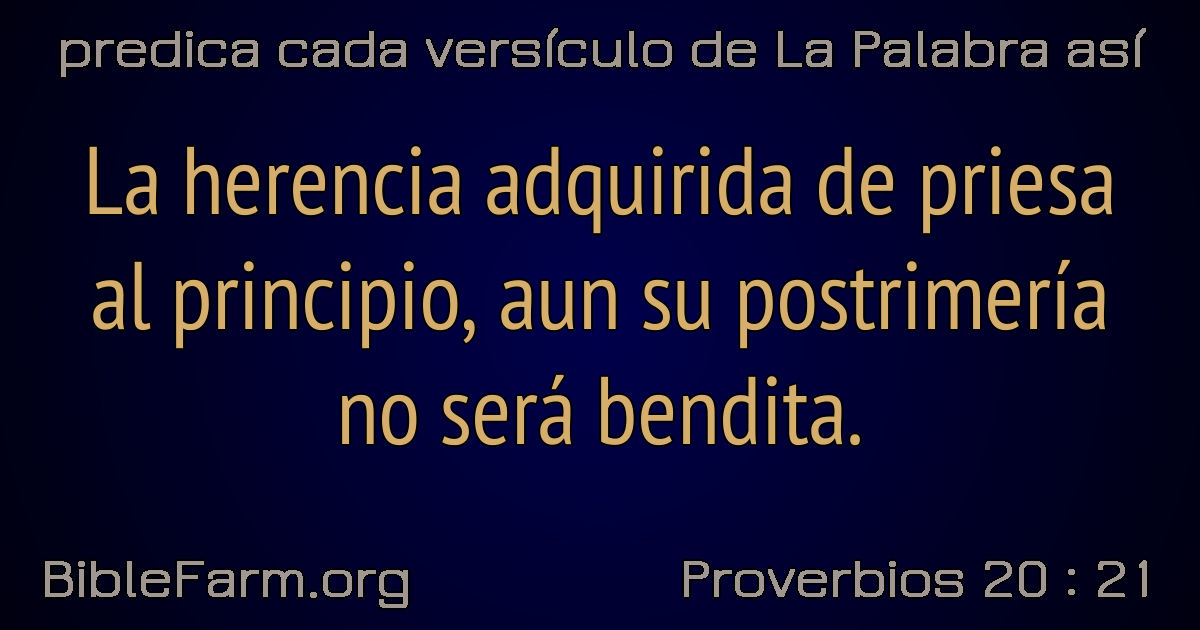 predica cada versículo de La Palabra así
La herencia adquirida de priesa
al principio, aun su postrimería
no será bendita.
BibleFarm.org
Proverbios 20 : 21